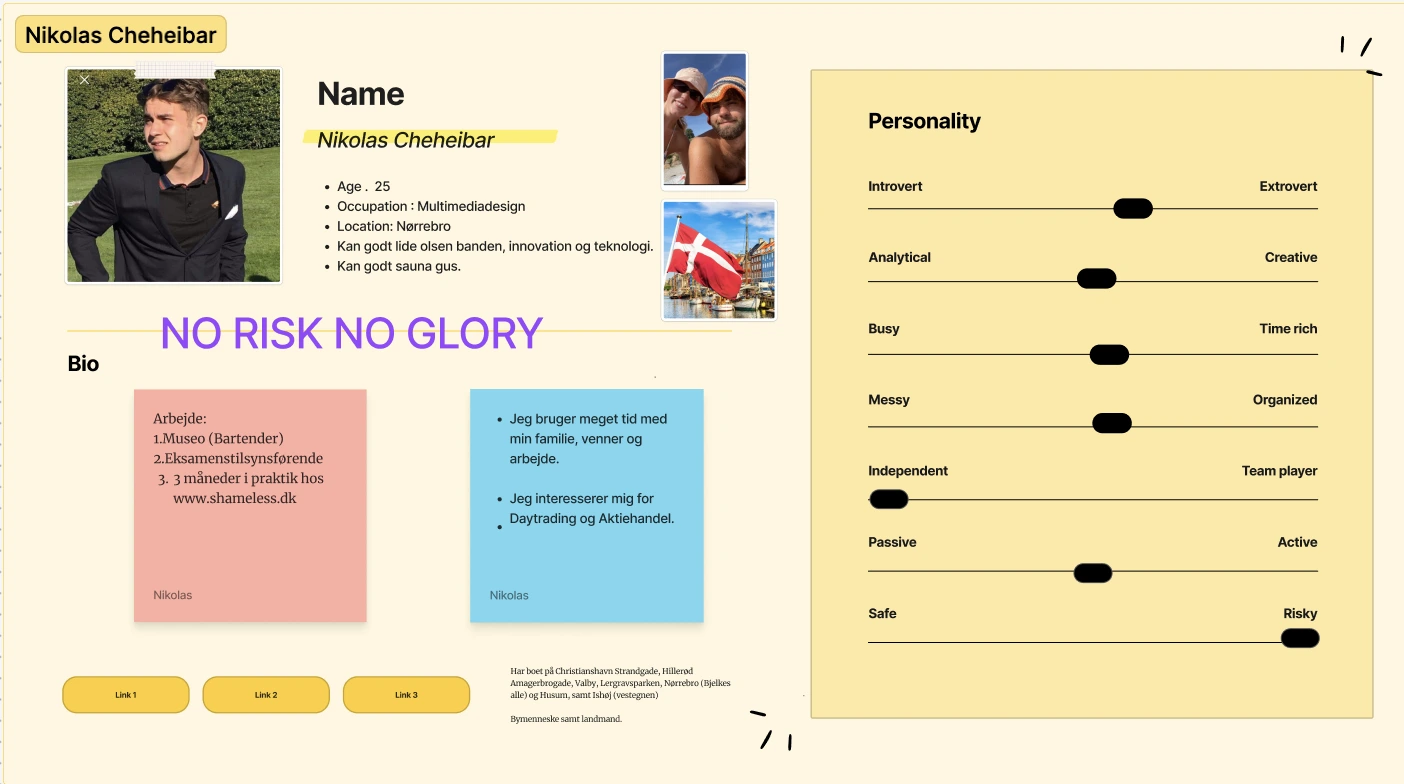 Nikolas Cheheibar
Name
Nikolas Cheheibar
Age . 25
Occupation : Multimediadesign
Location: Nørrebro
Kan godt lide olsen banden, innovation og teknologi.
Kan godt sauna gus.
NO RISK NO GLORY
Bio
Arbejde:
1.Museo (Bartender)
2.Eksamenstilsynsførende
3. 3 måneder i praktik hos
www.shameless.dk
Nikolas
Jeg bruger meget tid med
min familie, venner og
arbejde.
Jeg interesserer mig for
Daytrading og Aktiehandel.
Nikolas
Link 1
Link 2
Link 3
Har boet på Christianshavn Strandgade, Hillerød
Amagerbrogade, Valby, Lergravsparken, Nørrebro (Bjelkes
alle) og Husum, samt Ishøj (vestegnen)
Bymenneske samt landmand.
Personality
Introvert Extrovert
Analytical Creative
Busy Time rich
Messy Organized
Independent Team player
Passive Active
Safe Risky